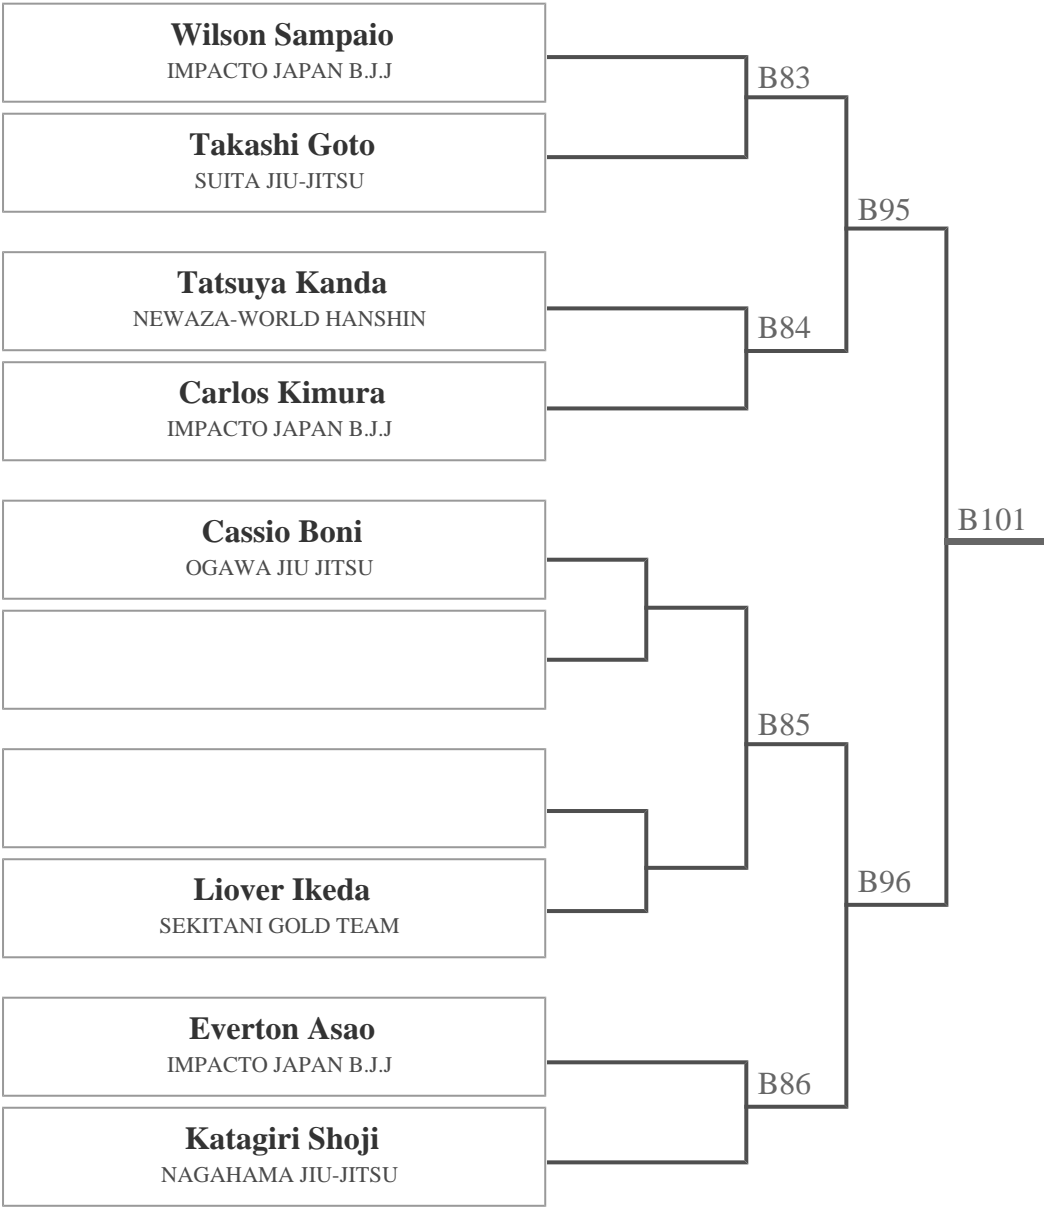 Wilson Sampaio
IMPACTO JAPAN B.J.J
Takashi Goto
SUITA JIU-JITSU
Tatsuya Kanda
NEWAZA-WORLD HANSHIN
Carlos Kimura
IMPACTO JAPAN B.J.J
Cassio Boni
OGAWA JIU JITSU
Liover Ikeda
SEKITANI GOLD TEAM
Everton Asao
IMPACTO JAPAN B.J.J
Katagiri Shoji
NAGAHAMA JIU-JITSU
B83
B84
B85
B86
B95
B96
B101